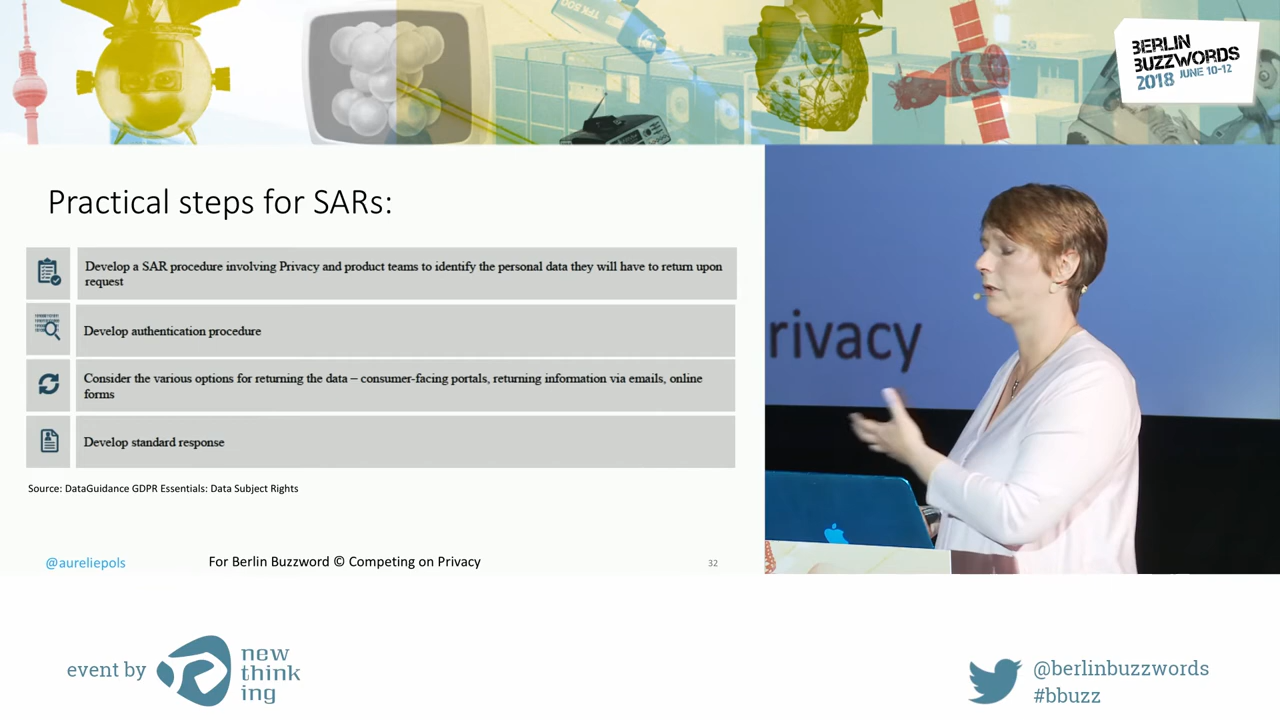 BERLIN
BUZZWORDS
2018 JUNE 10-12
TPK 500
Practical steps for SARs:
Develop a SAR procedure involving Privacy and product teams to identify the personal data they will have to return upon
request
Develop authentication procedure
Consider the various options for returning the data – consumer-facing portals, returning information via emails, online
forms
Develop standard response
Source: DataGuidance GDPR Essentials: Data Subject Rights
@aureliepols
For Berlin Buzzword © Competing on Privacy
32
rivacy
event by
new
think
ing
@berlinbuzzwords
#bbuzz